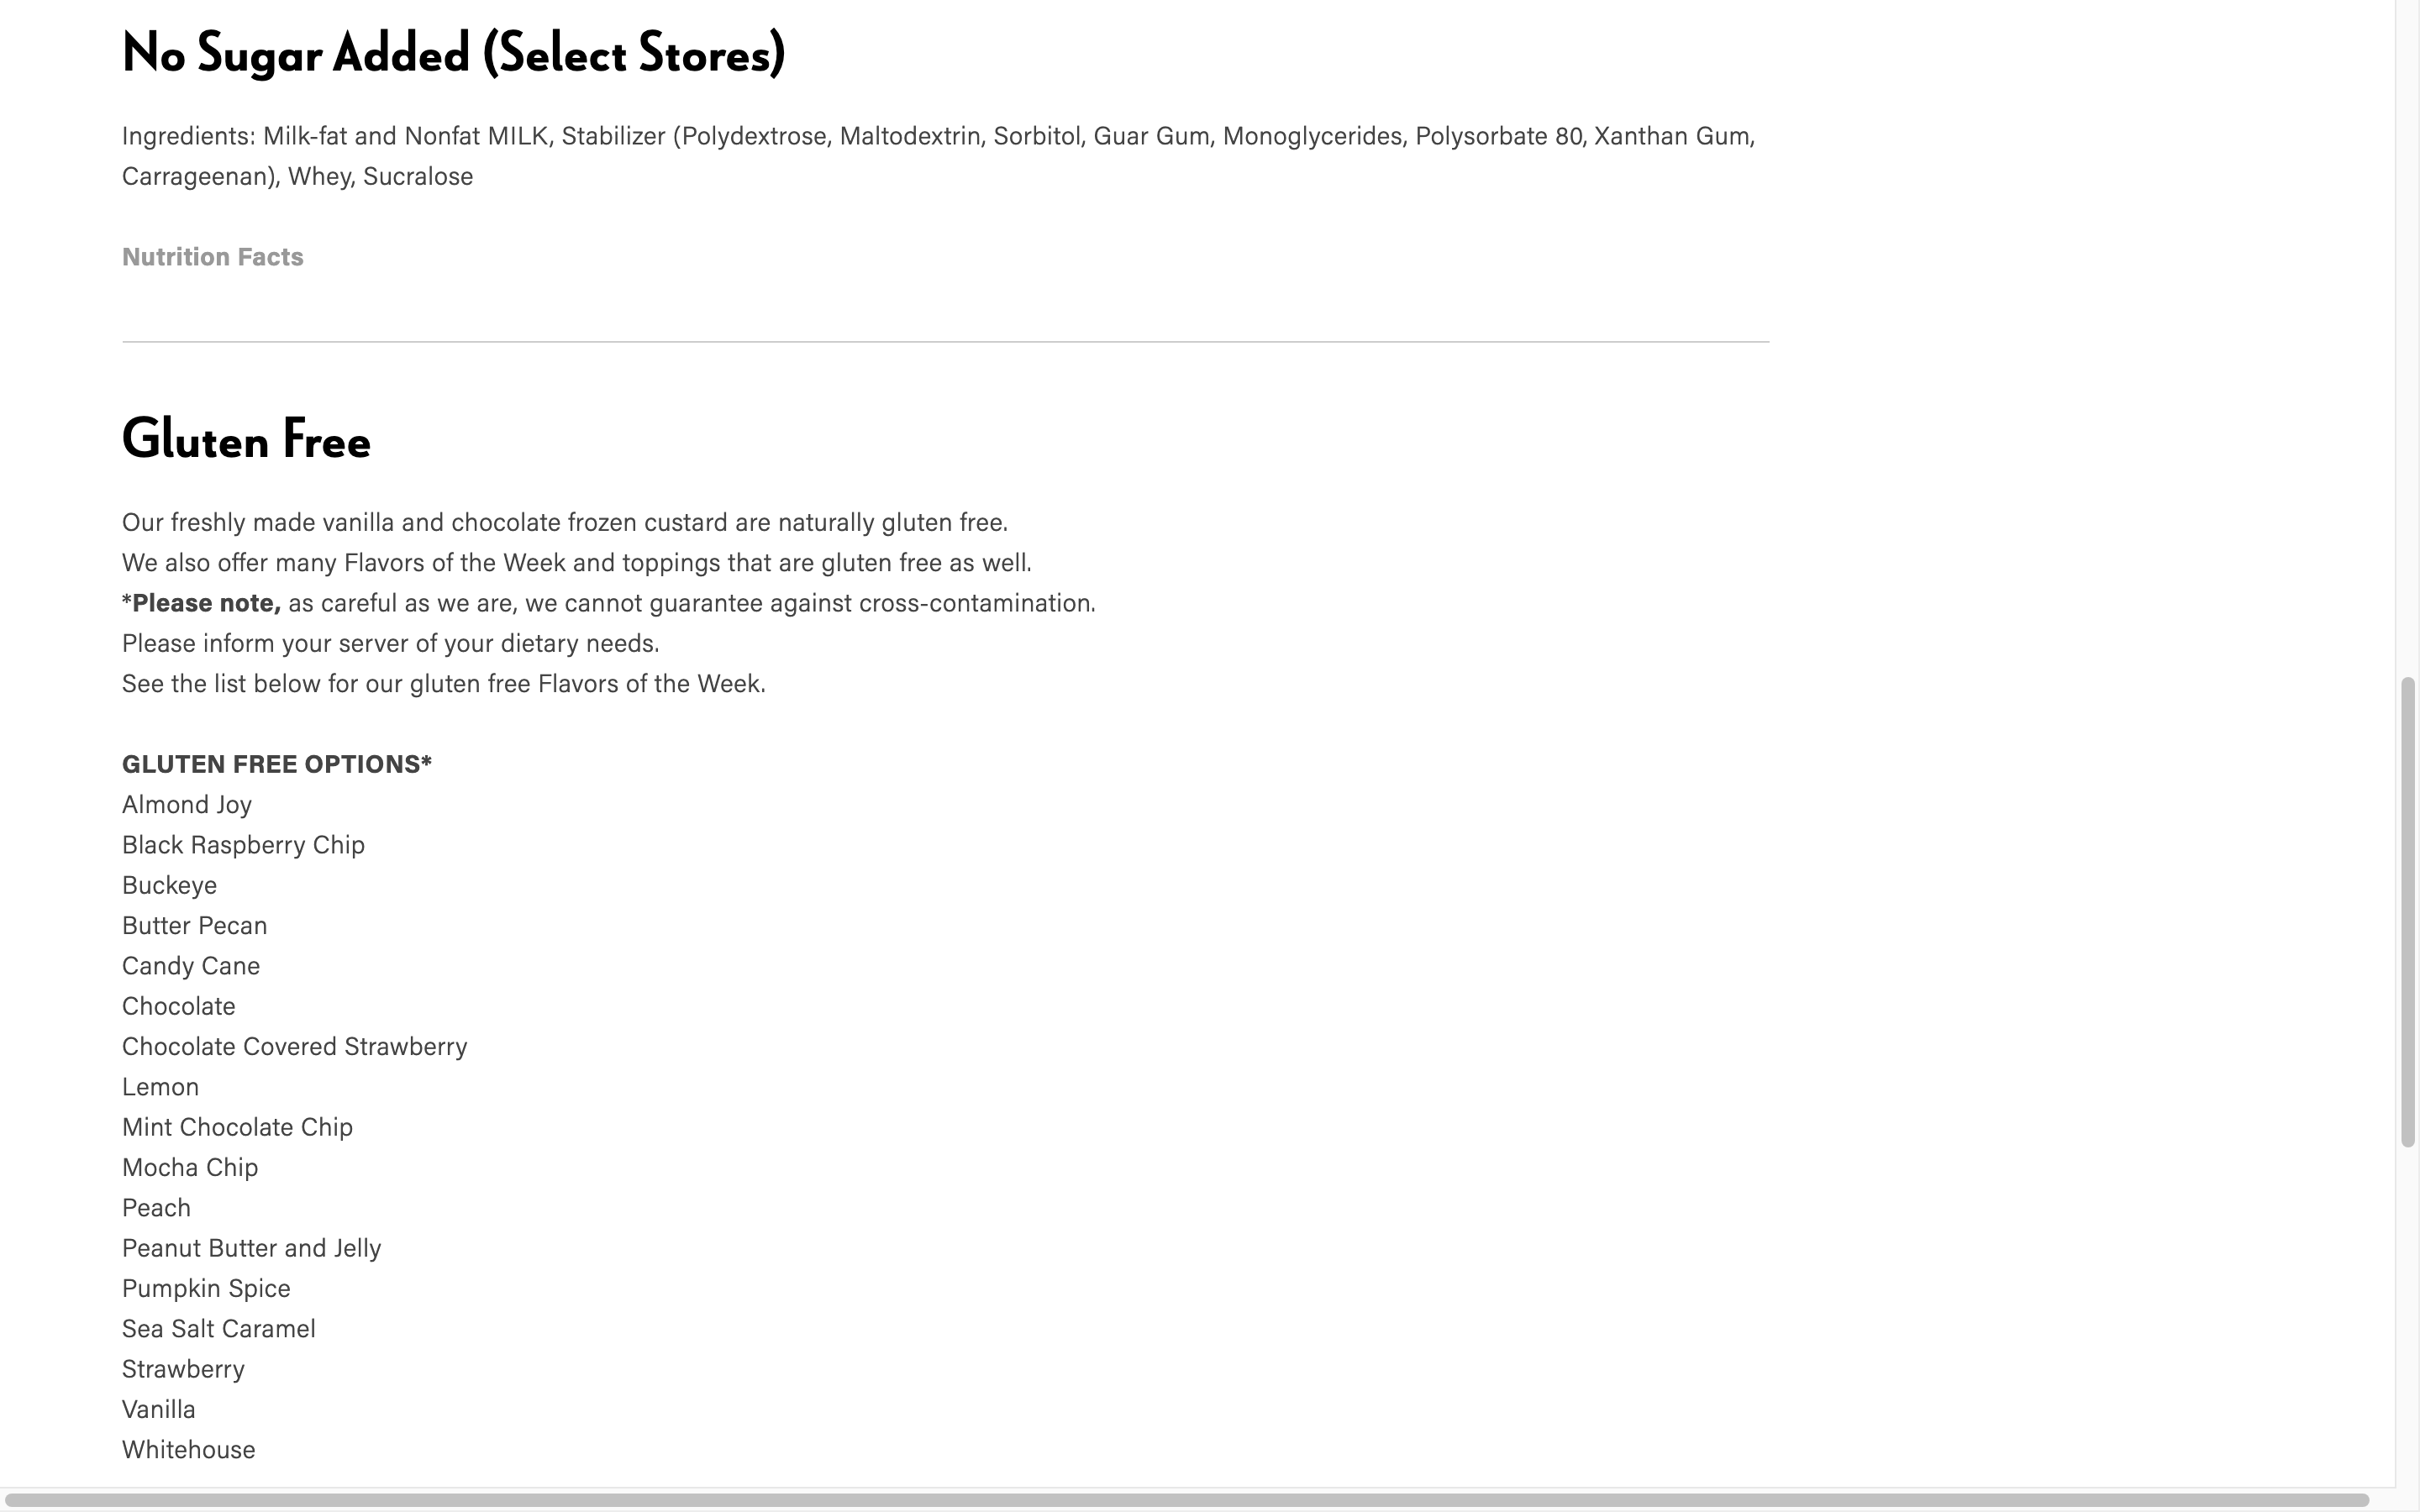 No Sugar Added (Select Stores)
Ingredients: Milk-fat and Nonfat MILK, Stabilizer (Polydextrose, Maltodextrin, Sorbitol, Guar Gum, Monoglycerides, Polysorbate 80, Xanthan Gum,
Carrageenan), Whey, Sucralose
Nutrition Facts
Gluten Free
Our freshly made vanilla and chocolate frozen custard are naturally gluten free.
We also offer many Flavors of the Week and toppings that are gluten free as well.
*Please note, as careful as we are, we cannot guarantee against cross-contamination.
Please inform your server of your dietary needs.
See the list below for our gluten free Flavors of the Week.
GLUTEN FREE OPTIONS*
Almond Joy
Black Raspberry Chip
Buckeye
Butter Pecan
Candy Cane
Chocolate
Chocolate Covered Strawberry
Lemon
Mint Chocolate Chip
Mocha Chip
Peach
Peanut Butter and Jelly
Pumpkin Spice
Sea Salt Caramel
Strawberry
Vanilla
Whitehouse